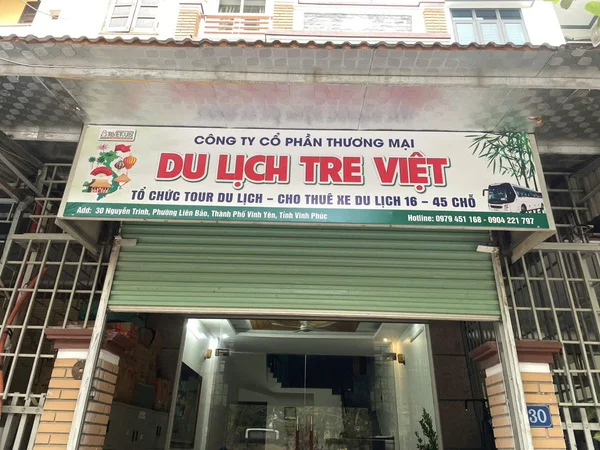 CÔNG TY CỔ PHẦN THƯƠNG MẠI
DU LỊCH TRE VIỆT
TỔ CHỨC TOUR DU LỊCH – CHO THUÊ XE DU LỊCH 16 – 45 CHỖ
Add: 30 Nguyễn Trinh, Phường Liên Bảo, Thành Phố Vĩnh Yên, Tỉnh Vĩnh Phúc
Hotline: 0979 451 168 - 0904 221 797
30